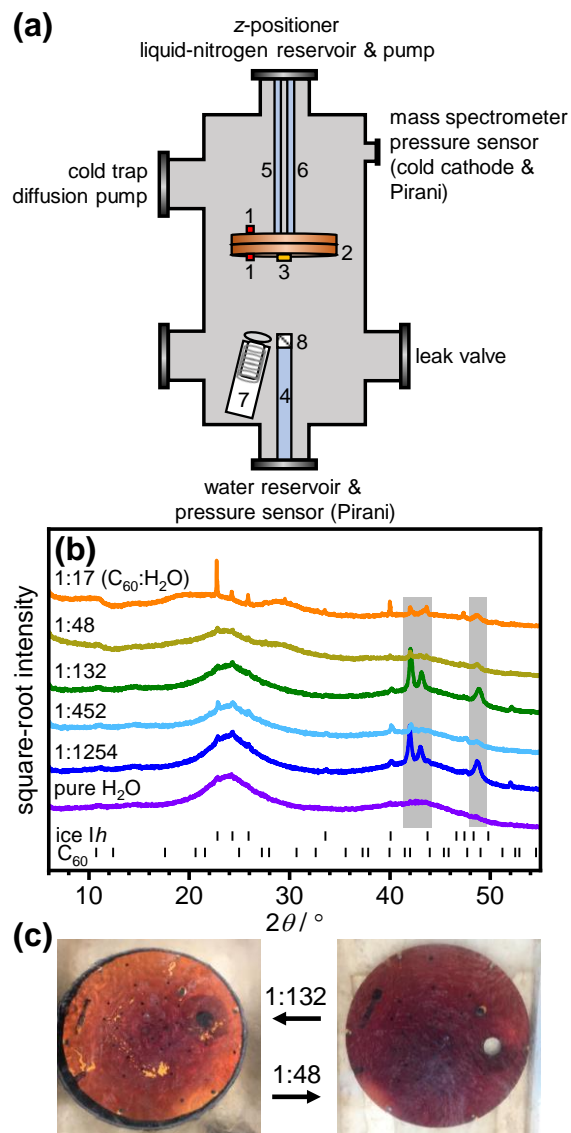 (a)
z-positioner
liquid-nitrogen reservoir & pump
mass spectrometer
pressure sensor
(cold cathode &
Pirani)
cold trap
diffusion pump
5
6
1
2
1
3
8
leak valve
7
4
water reservoir &
pressure sensor (Pirani)
(b)
square-root intensity
1:17 (C₆₀:H₂O)
1:48
1:132
1:452
1:1254
pure H₂O
ice Ih
C₆₀
10 20 30 40 50
2θ / °
(c)
1:132
1:48